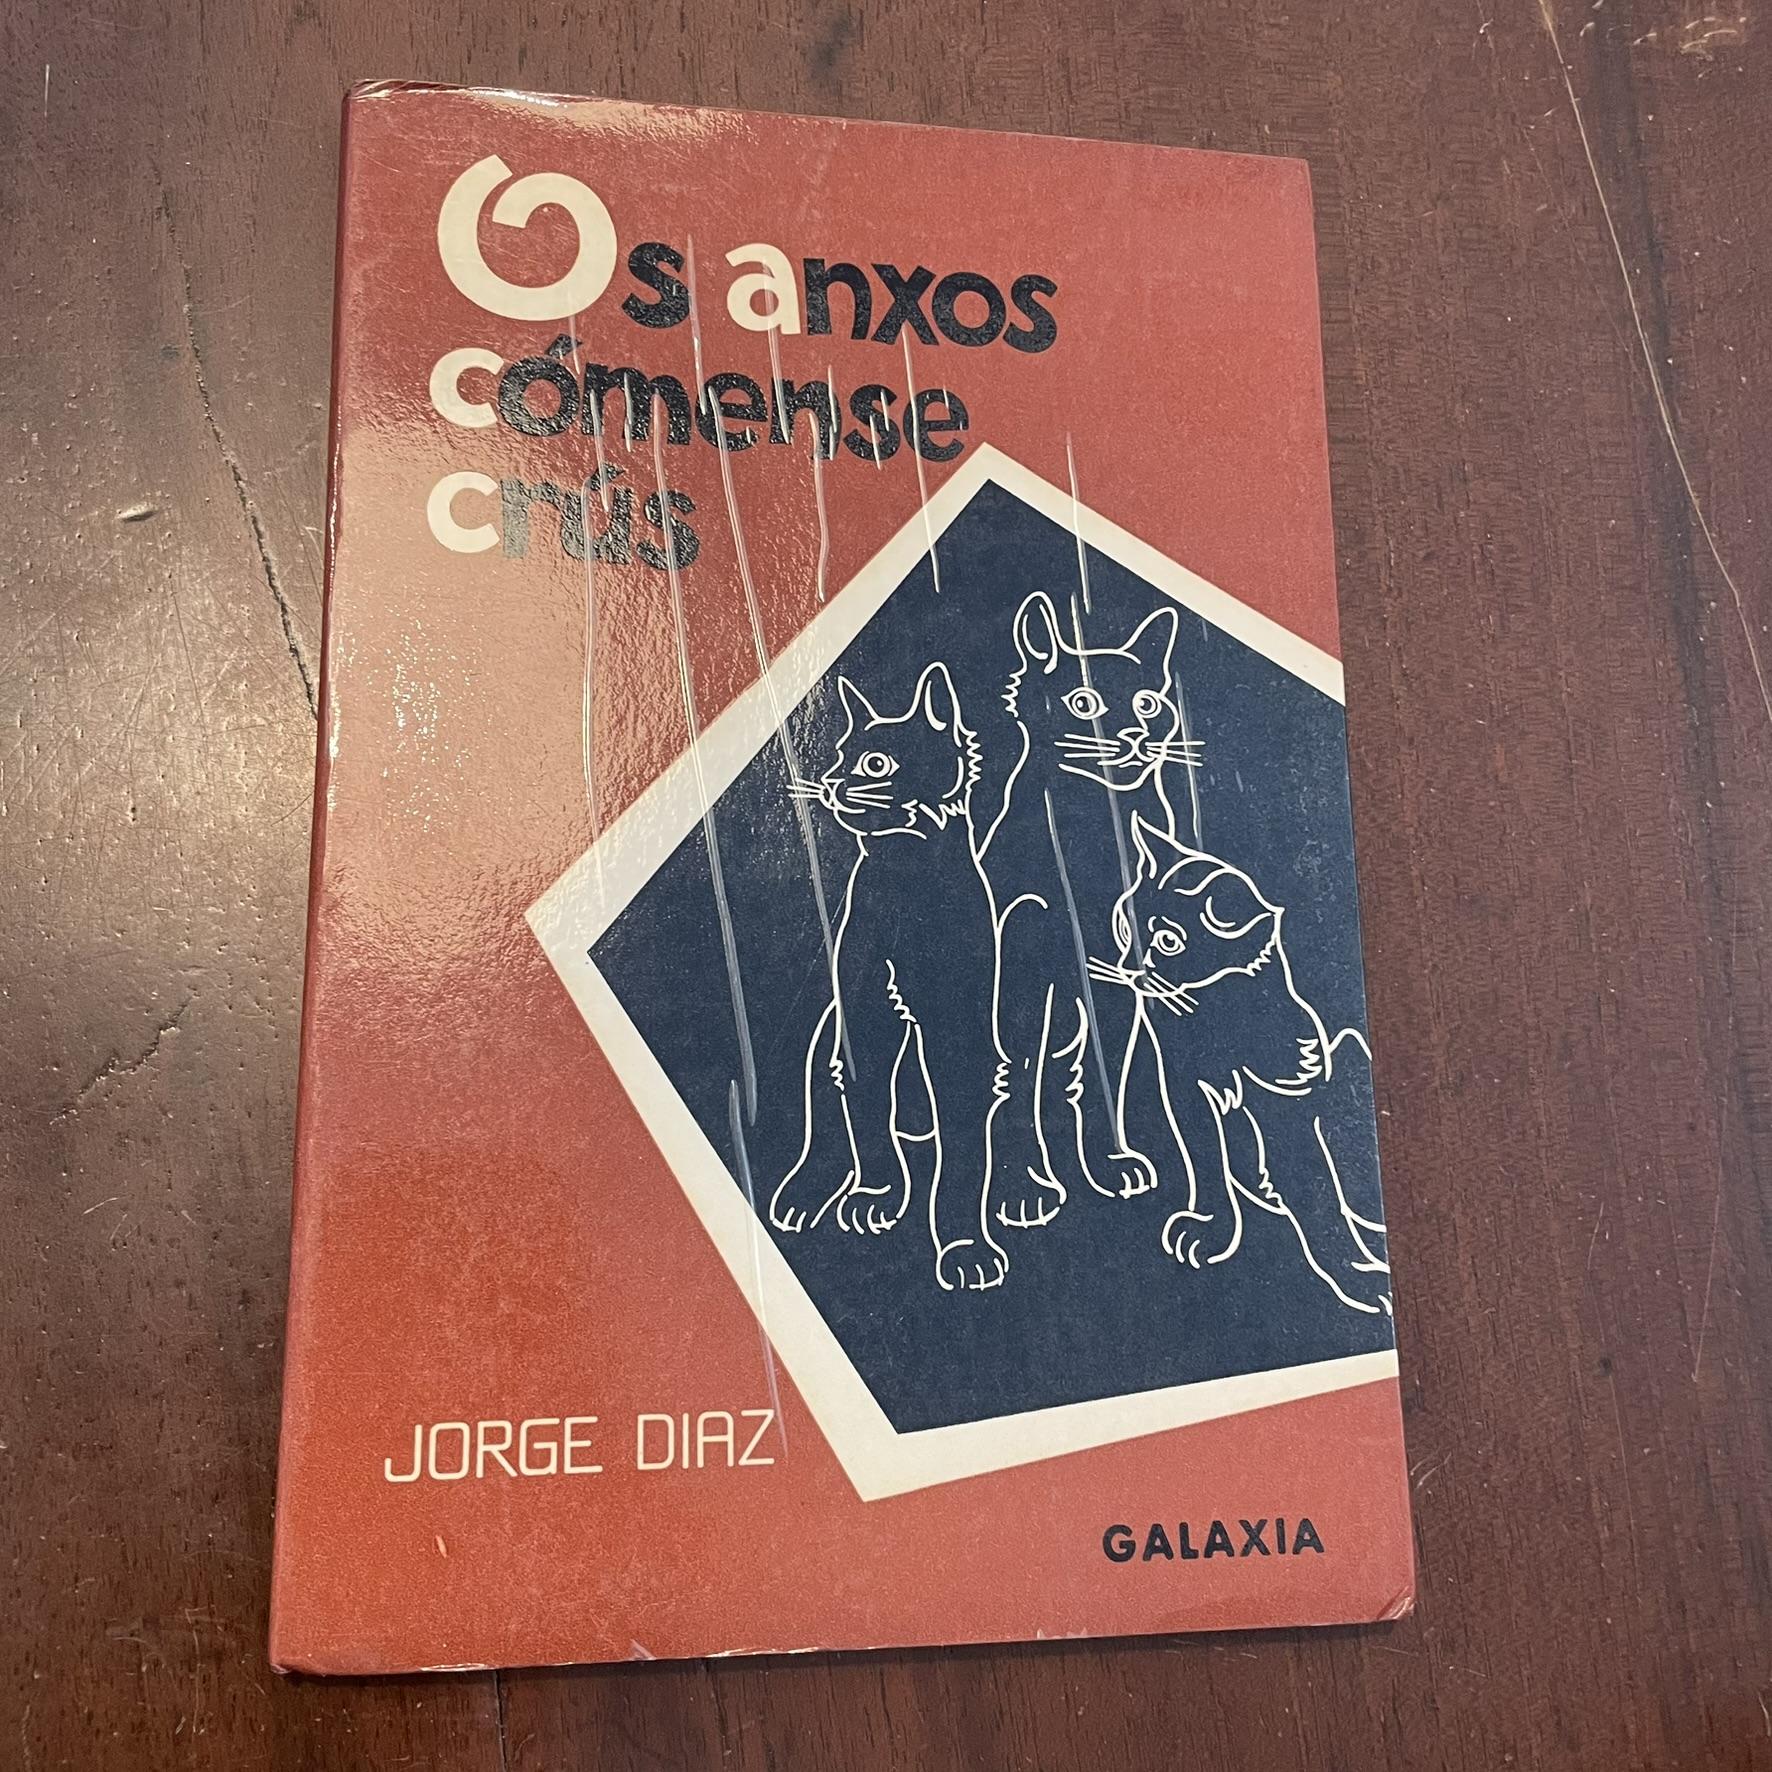 Os anxos
cómense
crús
JORGE DIAZ
GALAXIA